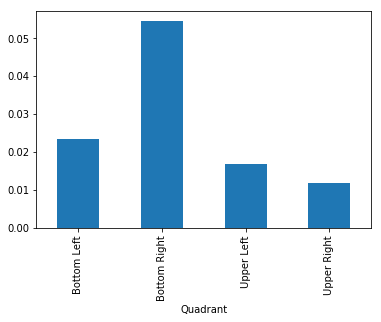 0.05
0.04
0.03
0.02
0.01
0.00
Bottom Left
Bottom Right
Upper Left
Upper Right
Quadrant